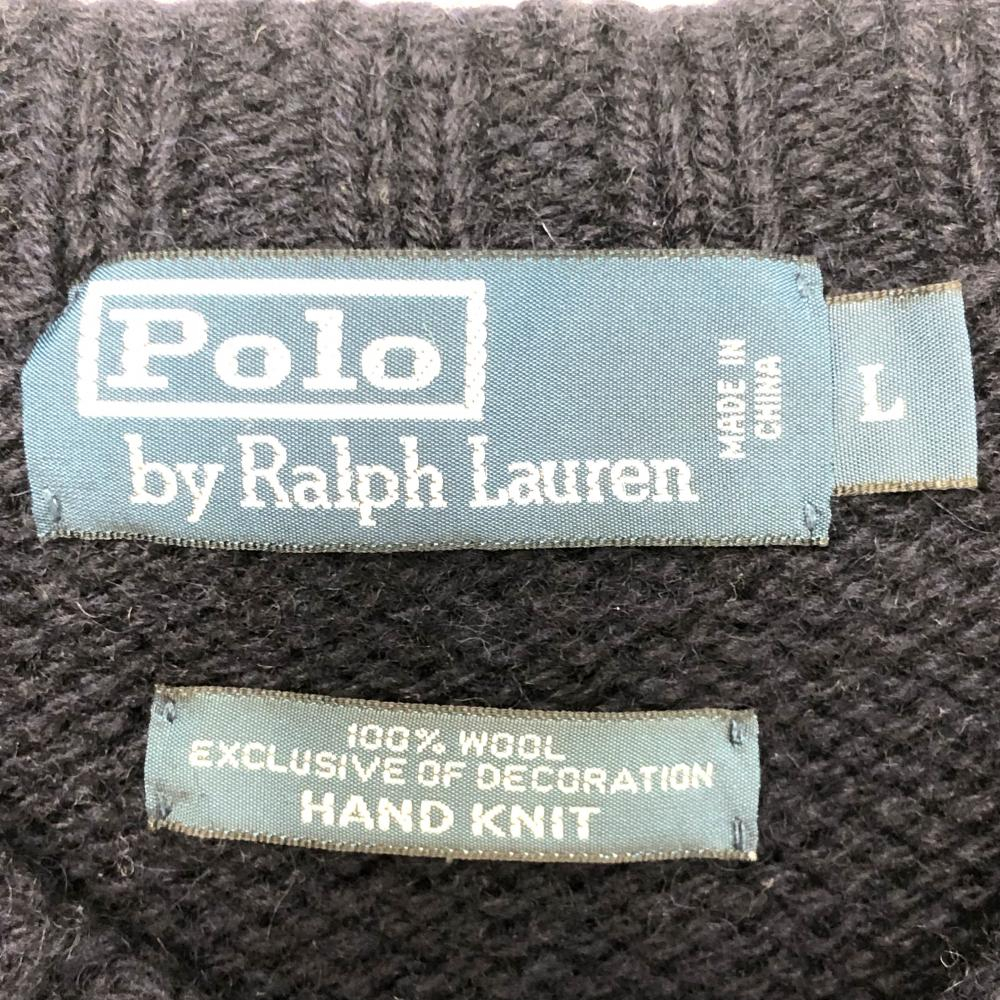 Polo
by Ralph Lauren
MADE IN
CHINA
L
100% WOOL
EXCLUSIVE OF DECORATION
HAND KNIT